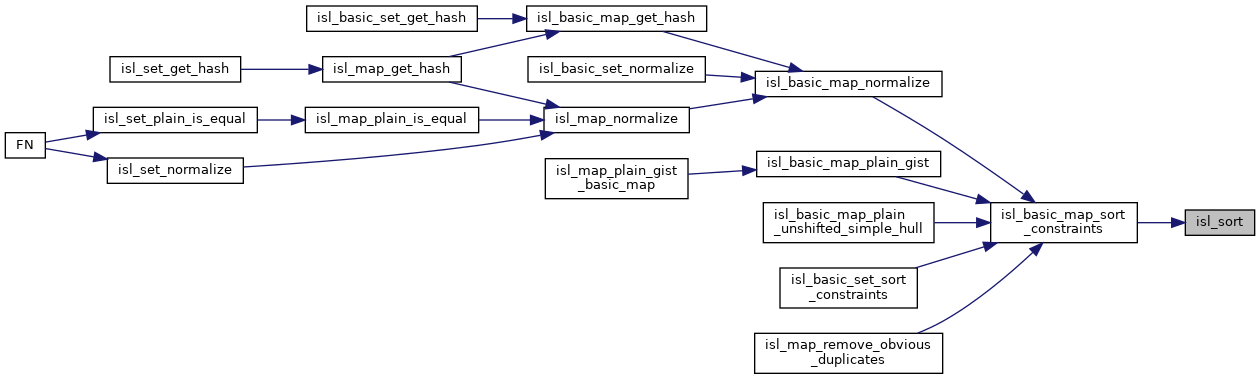 isl_basic_set_get_hash
isl_basic_map_get_hash
isl_set_get_hash
isl_map_get_hash
isl_basic_set_normalize
isl_basic_map_normalize
isl_set_plain_is_equal
isl_map_plain_is_equal
isl_map_normalize
FN
isl_set_normalize
isl_map_plain_gist
_basic_map
isl_basic_map_plain_gist
isl_basic_map_plain
_unshifted_simple_hull
isl_basic_map_sort
_constraints
isl_sort
isl_basic_set_sort
_constraints
isl_map_remove_obvious
_duplicates